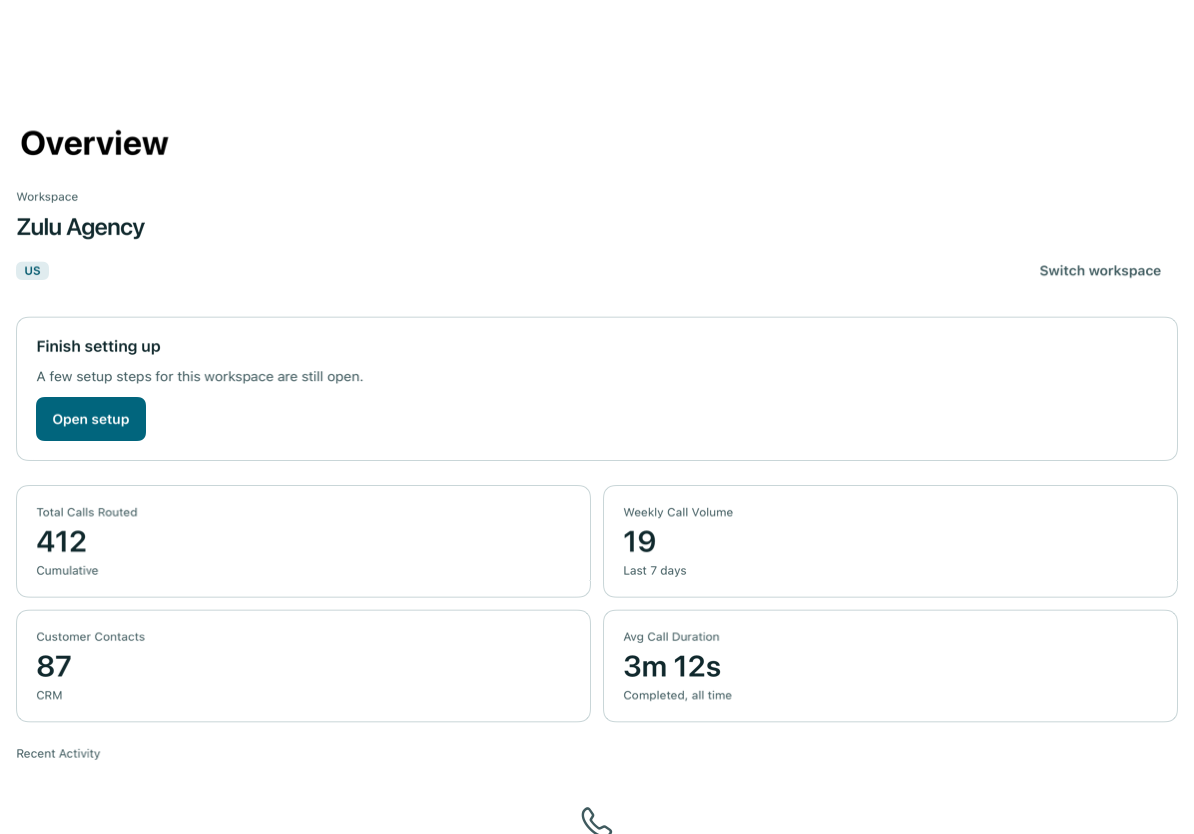 Overview
Workspace
Zulu Agency
US
Switch workspace
Finish setting up
A few setup steps for this workspace are still open.
Open setup
Total Calls Routed
412
Cumulative
Weekly Call Volume
19
Last 7 days
Customer Contacts
87
CRM
Avg Call Duration
3m 12s
Completed, all time
Recent Activity